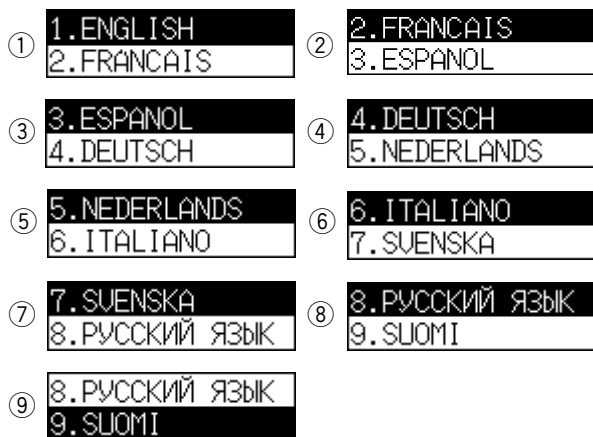 ① 1.ENGLISH
2.FRANCAIS
② 2.FRANCAIS
3.ESPANOL
③ 3.ESPANOL
4.DEUTSCH
④ 4.DEUTSCH
5.NEDERLANDS
⑤ 5.NEDERLANDS
6.ITALIANO
⑥ 6.ITALIANO
7.SVENSKA
⑦ 7.SVENSKA
8.РУССКИЙ ЯЗЫК
⑧ 8.РУССКИЙ ЯЗЫК
9.SUOMI
⑨ 8.РУССКИЙ ЯЗЫК
9.SUOMI